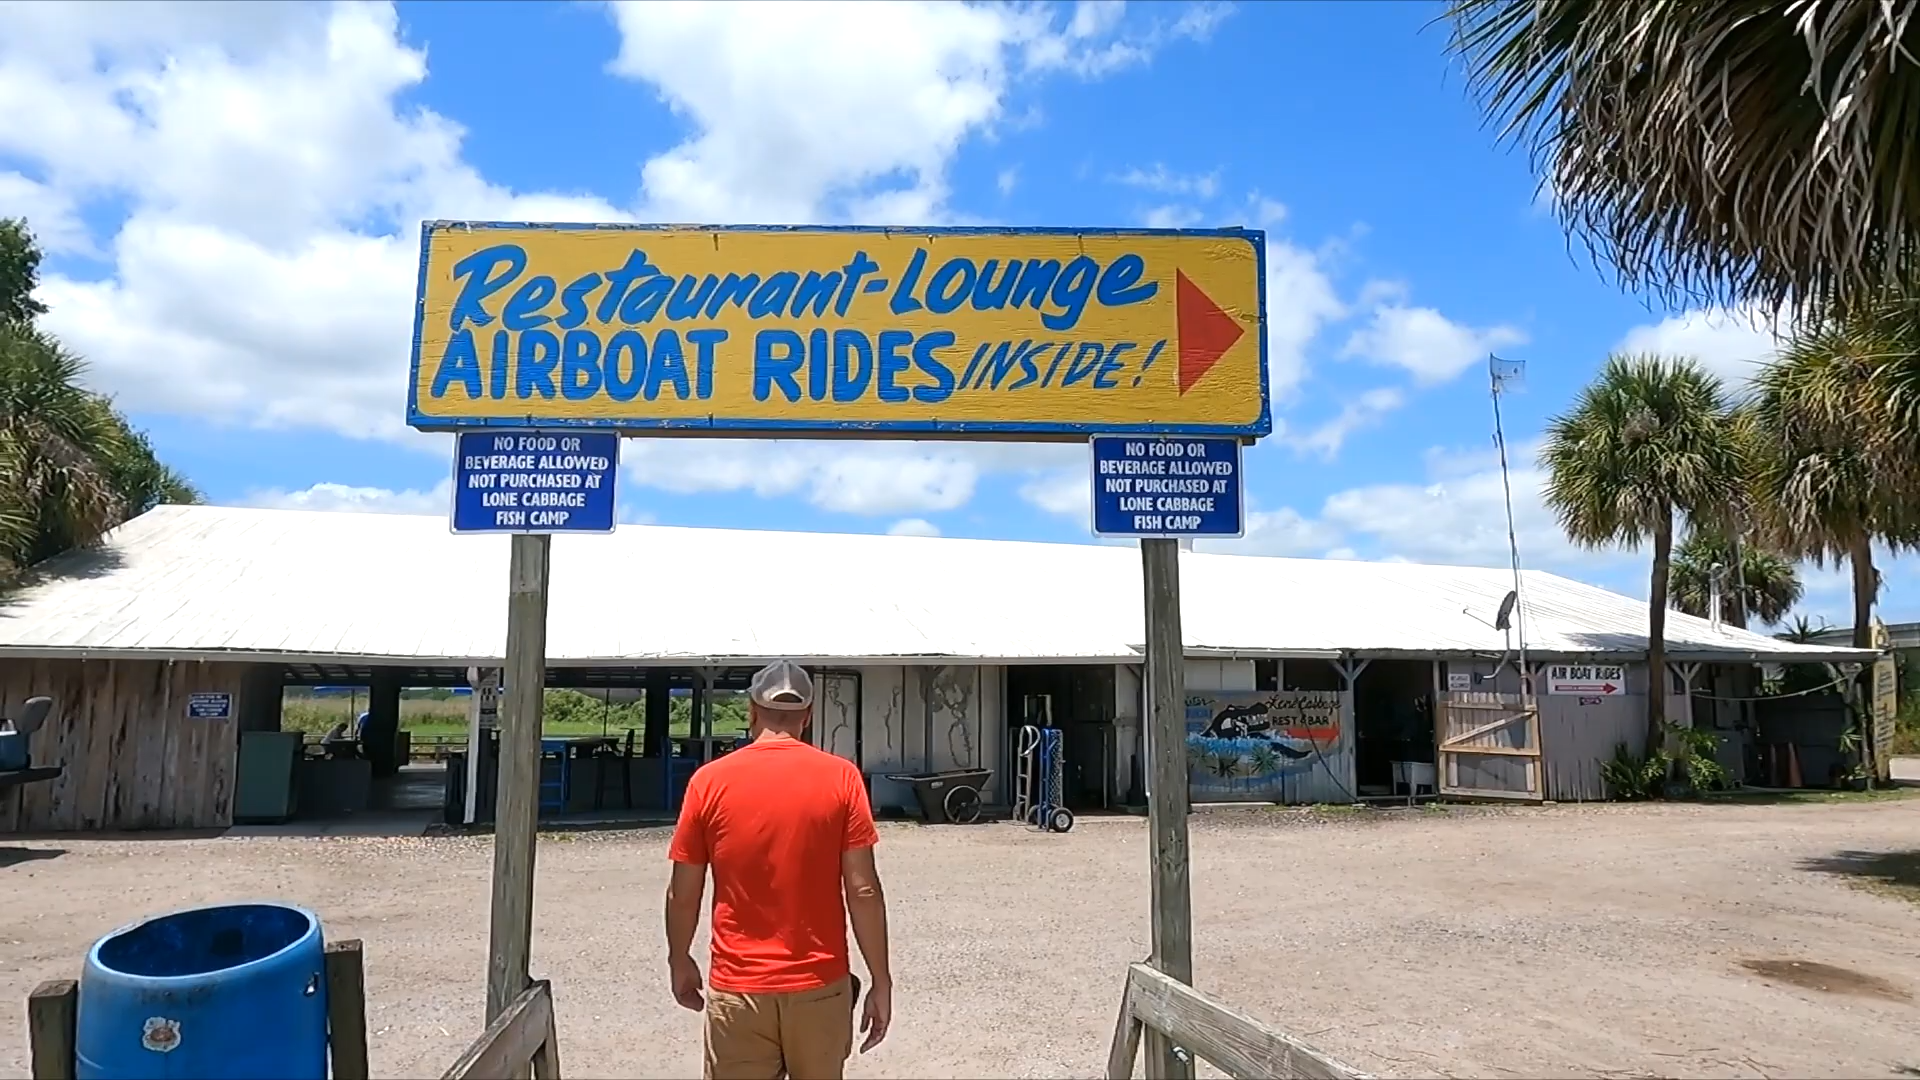 Restaurant-Lounge
AIRBOAT RIDES INSIDE!
NO FOOD OR
BEVERAGE ALLOWED
NOT PURCHASED AT
LONE CABBAGE
FISH CAMP
NO FOOD OR
BEVERAGE ALLOWED
NOT PURCHASED AT
LONE CABBAGE
FISH CAMP
Lone Cabbage
REST & BAR
AIR BOAT RIDES